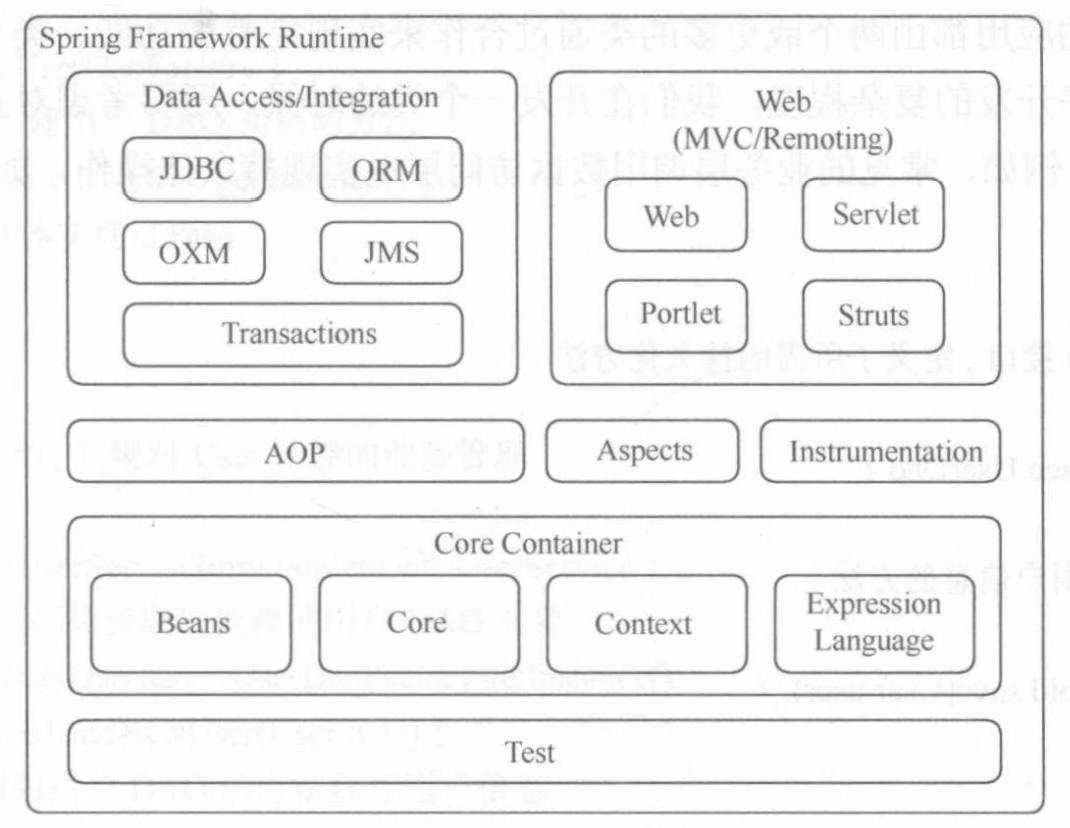 Spring Framework Runtime
Data Access/Integration
JDBC
ORM
OXM
JMS
Transactions
Web
(MVC/Remoting)
Web
Servlet
Portlet
Struts
AOP
Aspects
Instrumentation
Core Container
Beans
Core
Context
Expression
Language
Test